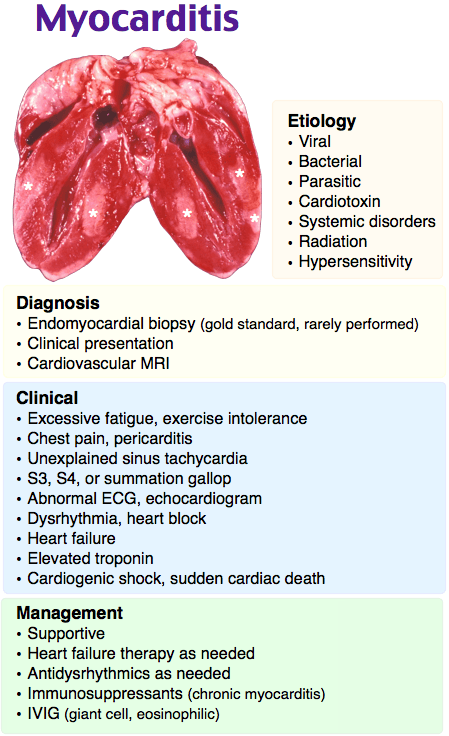 Myocarditis
Etiology
• Viral
• Bacterial
• Parasitic
• Cardiotoxin
• Systemic disorders
• Radiation
• Hypersensitivity
Diagnosis
• Endomyocardial biopsy (gold standard, rarely performed)
• Clinical presentation
• Cardiovascular MRI
Clinical
• Excessive fatigue, exercise intolerance
• Chest pain, pericarditis
• Unexplained sinus tachycardia
• S3, S4, or summation gallop
• Abnormal ECG, echocardiogram
• Dysrhythmia, heart block
• Heart failure
• Elevated troponin
• Cardiogenic shock, sudden cardiac death
Management
• Supportive
• Heart failure therapy as needed
• Antidysrhythmics as needed
• Immunosuppressants (chronic myocarditis)
• IVIG (giant cell, eosinophilic)